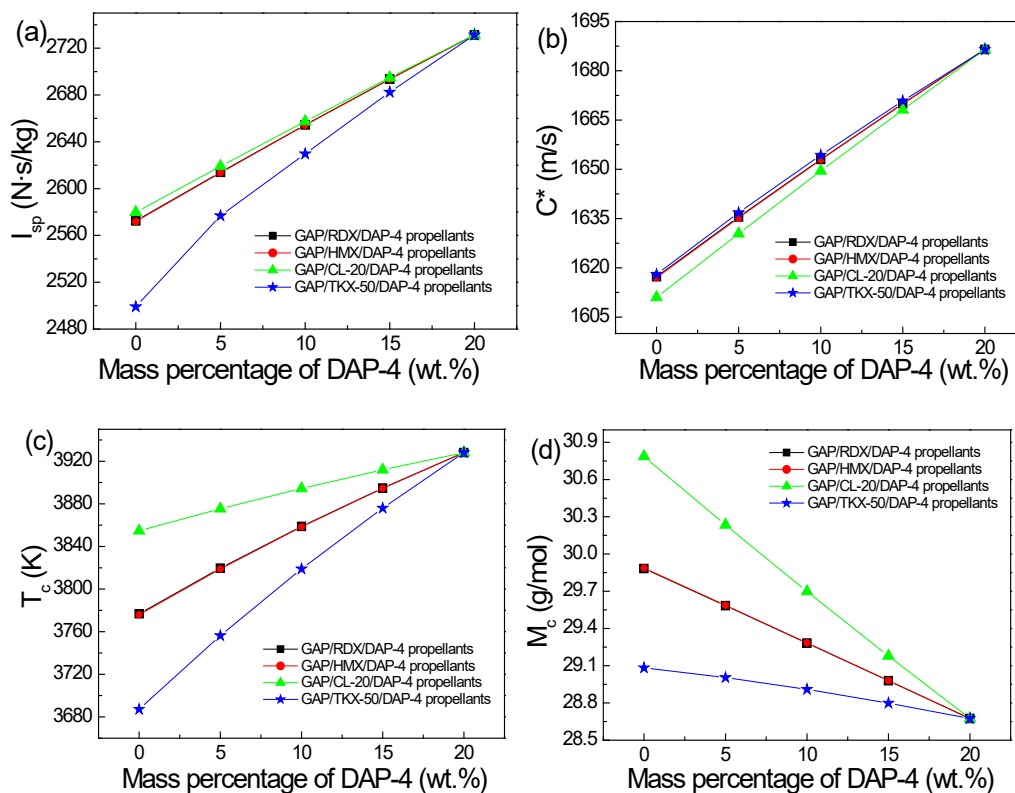 (a)
I_sp (N·s/kg)
2720
2680
2640
2600
2560
2520
2480
GAP/RDX/DAP-4 propellants
GAP/HMX/DAP-4 propellants
GAP/CL-20/DAP-4 propellants
GAP/TKX-50/DAP-4 propellants
0 5 10 15 20
Mass percentage of DAP-4 (wt.%)
(b)
C* (m/s)
1695
1680
1665
1650
1635
1620
1605
GAP/RDX/DAP-4 propellants
GAP/HMX/DAP-4 propellants
GAP/CL-20/DAP-4 propellants
GAP/TKX-50/DAP-4 propellants
0 5 10 15 20
Mass percentage of DAP-4 (wt.%)
(c)
T_c (K)
3920
3880
3840
3800
3760
3720
3680
GAP/RDX/DAP-4 propellants
GAP/HMX/DAP-4 propellants
GAP/CL-20/DAP-4 propellants
GAP/TKX-50/DAP-4 propellants
0 5 10 15 20
Mass percentage of DAP-4 (wt.%)
(d)
M_c (g/mol)
30.9
30.6
30.3
30.0
29.7
29.4
29.1
28.8
28.5
GAP/RDX/DAP-4 propellants
GAP/HMX/DAP-4 propellants
GAP/CL-20/DAP-4 propellants
GAP/TKX-50/DAP-4 propellants
0 5 10 15 20
Mass percentage of DAP-4 (wt.%)